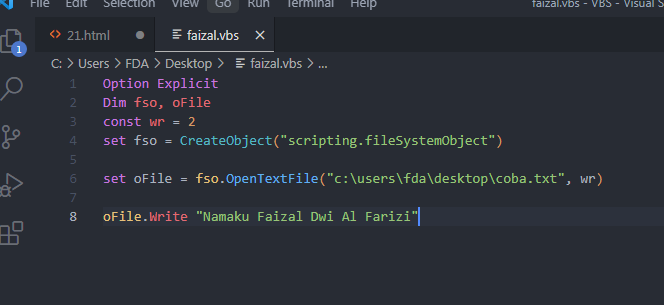 File Edit Selection View Go Run Terminal Help faizal.vbs - VBS - Visual S
21.html faizal.vbs
C: > Users > FDA > Desktop > faizal.vbs > ...
1 Option Explicit
2 Dim fso, oFile
3 const wr = 2
4 set fso = CreateObject("scripting.fileSystemObject")
5
6 set oFile = fso.OpenTextFile("c:\users\fda\desktop\coba.txt", wr)
7
8 oFile.Write "Namaku Faizal Dwi Al Farizi"
1